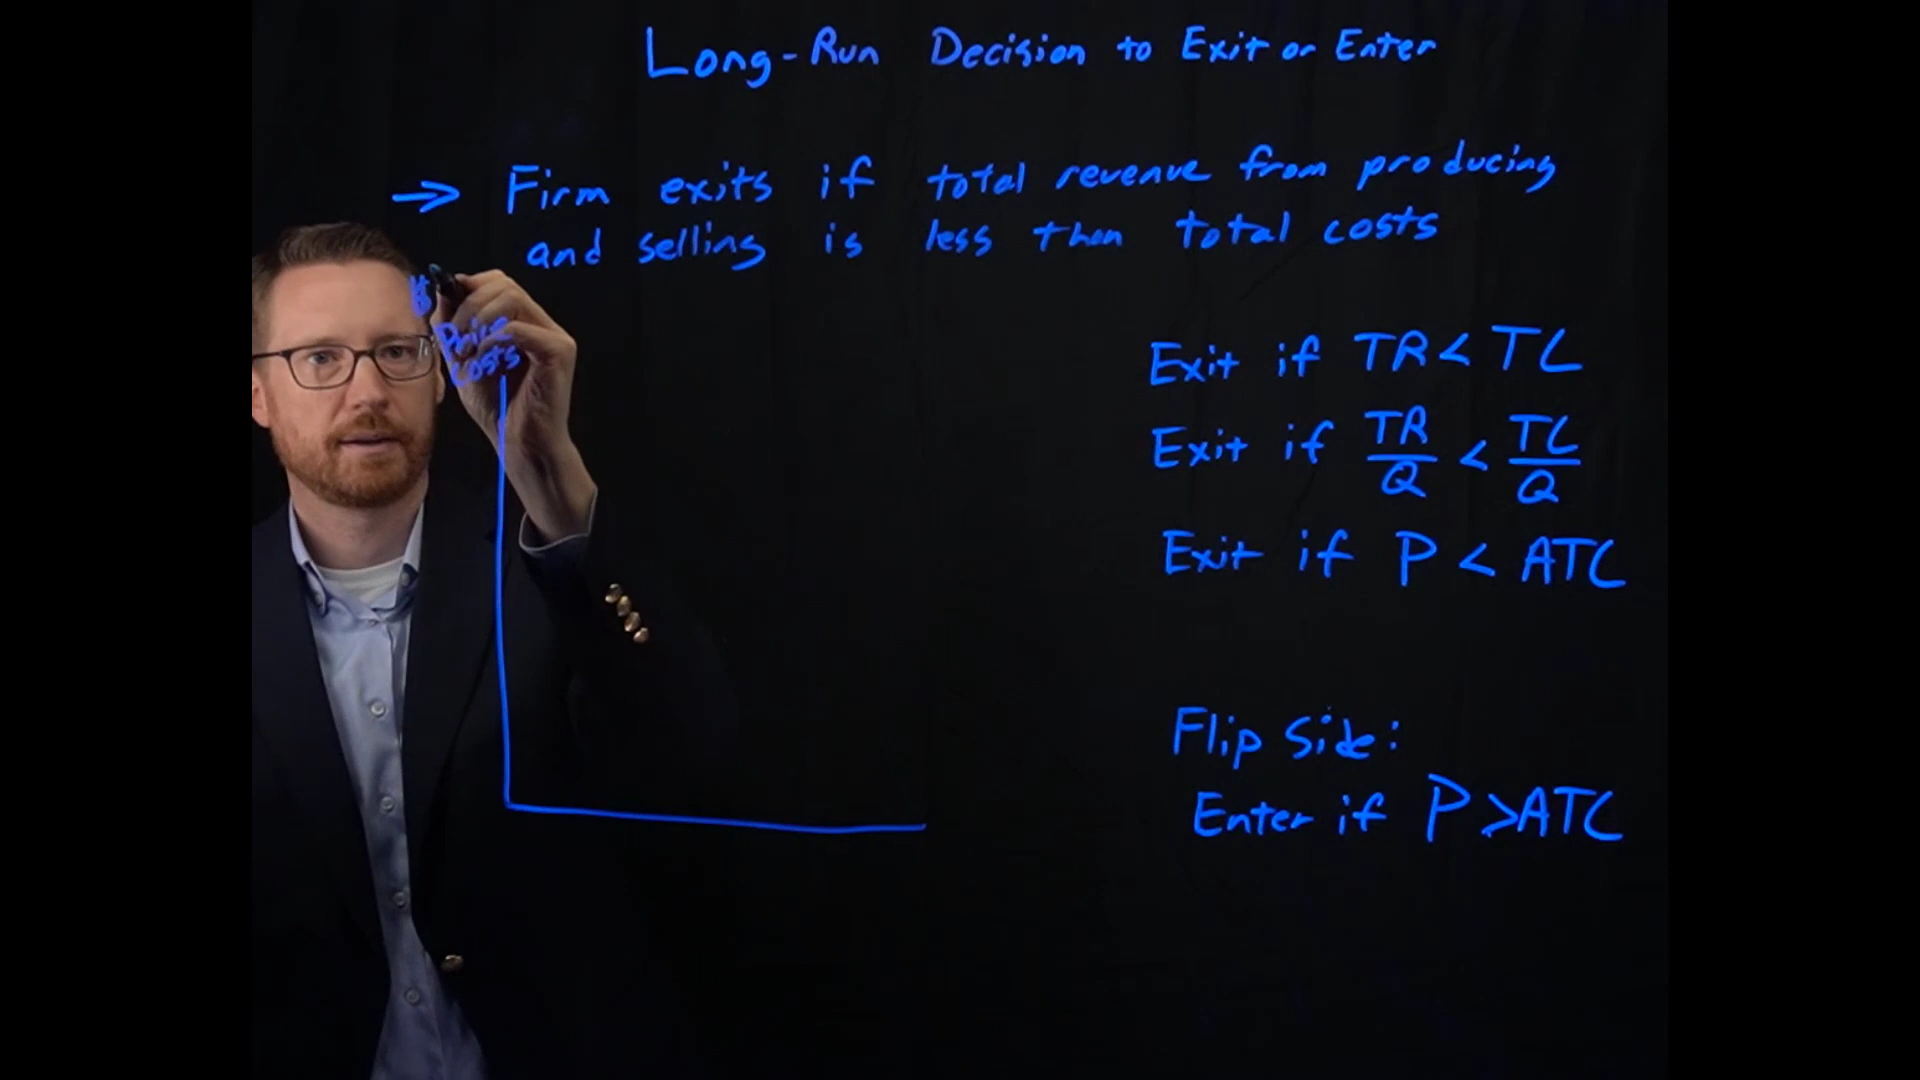 Long-Run Decision to Exit or Enter
→ Firm exits if total revenue from producing
and selling is less than total costs
Price
Costs
Exit if TR < TC
Exit if TR/Q < TC/Q
Exit if P < ATC
Flip Side:
Enter if P > ATC